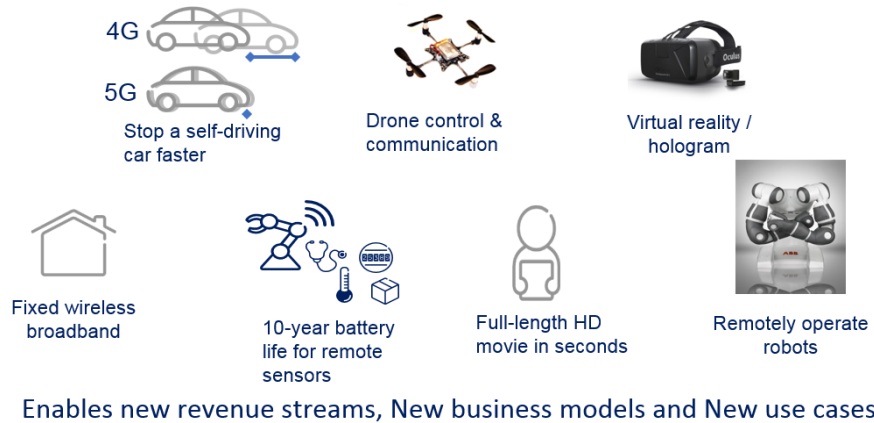 4G
5G
Stop a self-driving
car faster
Drone control &
communication
Oculus
Virtual reality /
hologram
Fixed wireless
broadband
10-year battery
life for remote
sensors
Full-length HD
movie in seconds
ABB
Remotely operate
robots
Enables new revenue streams, New business models and New use cases